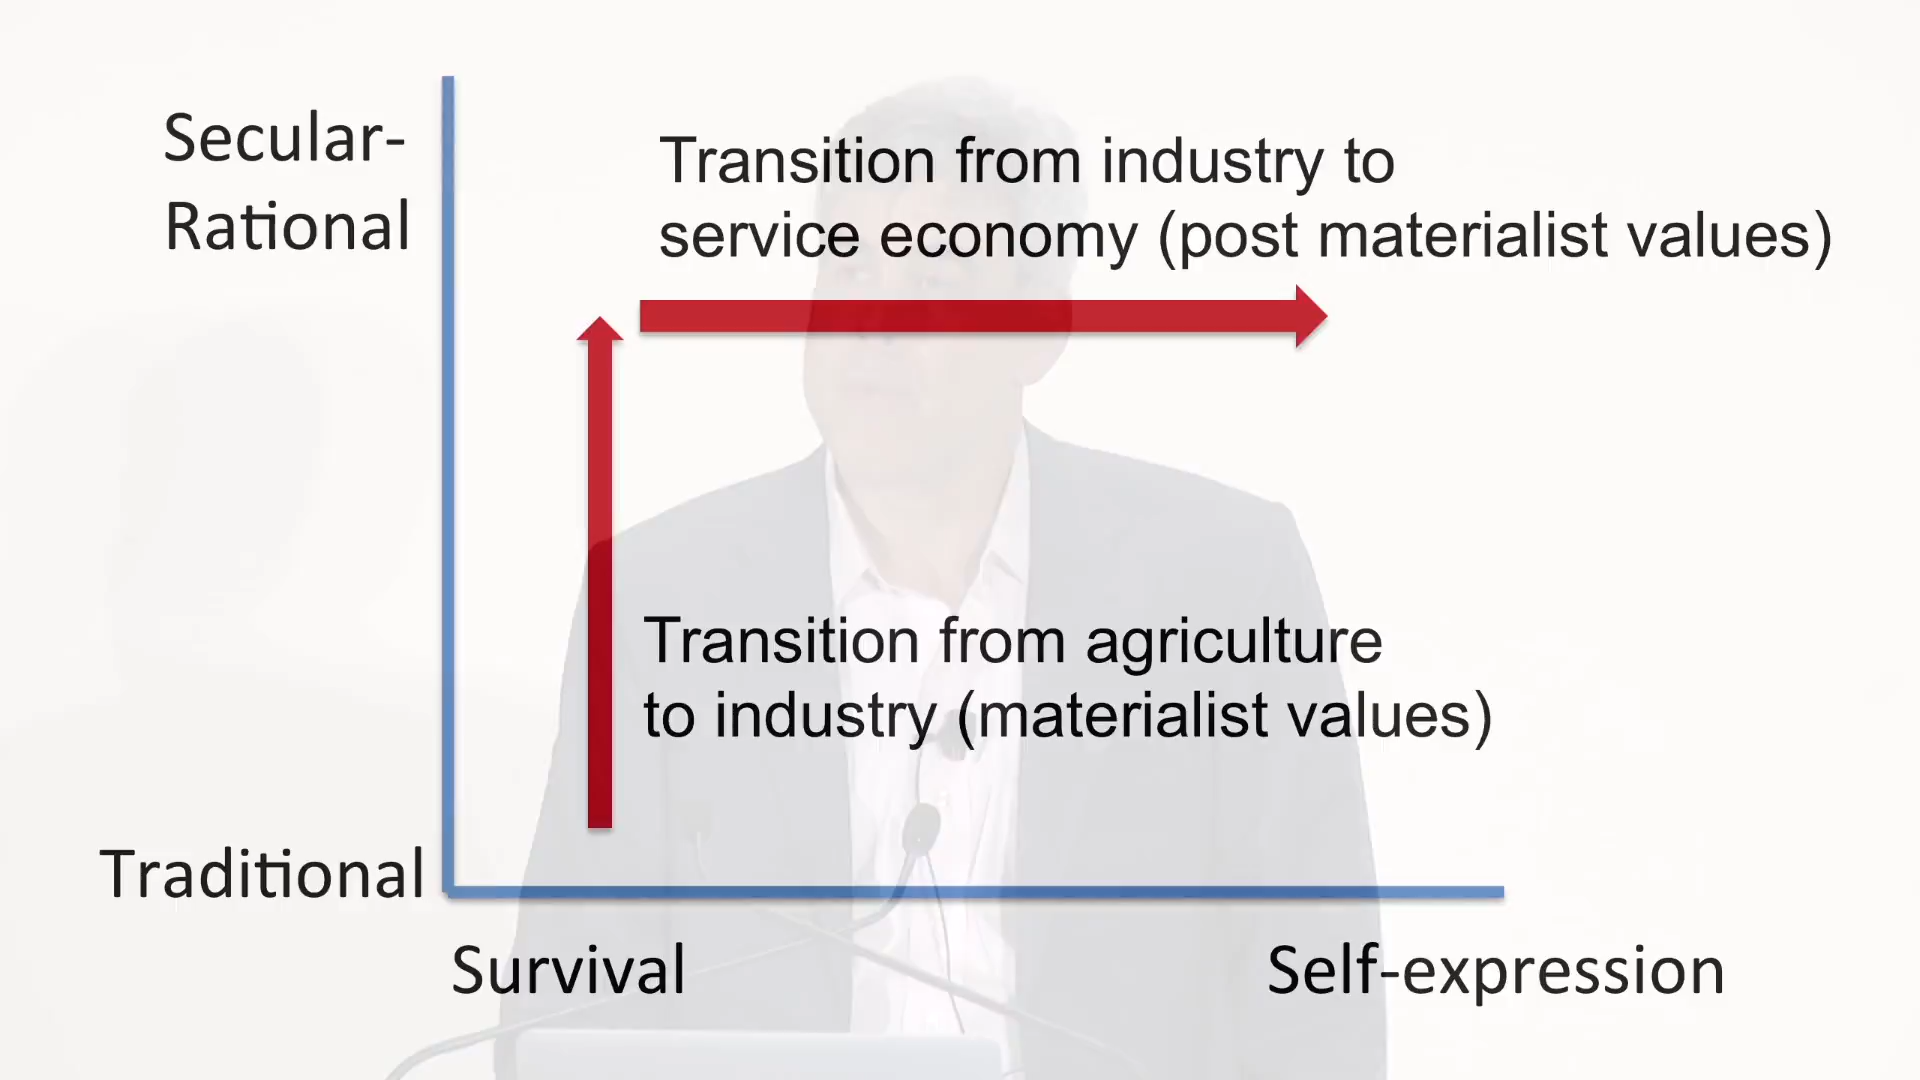 Secular-
Rational
Transition from industry to
service economy (post materialist values)
Transition from agriculture
to industry (materialist values)
Traditional
Survival
Self-expression